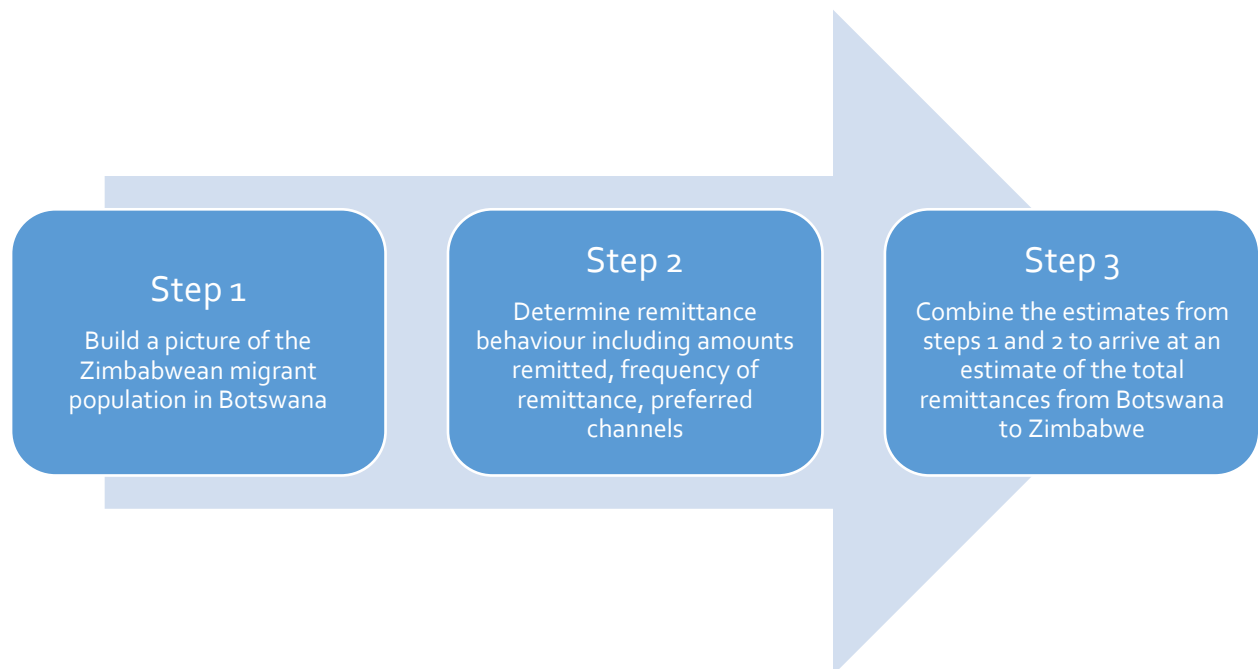 Step 1
Build a picture of the
Zimbabwean migrant
population in Botswana
Step 2
Determine remittance
behaviour including amounts
remitted, frequency of
remittance, preferred
channels
Step 3
Combine the estimates from
steps 1 and 2 to arrive at an
estimate of the total
remittances from Botswana
to Zimbabwe